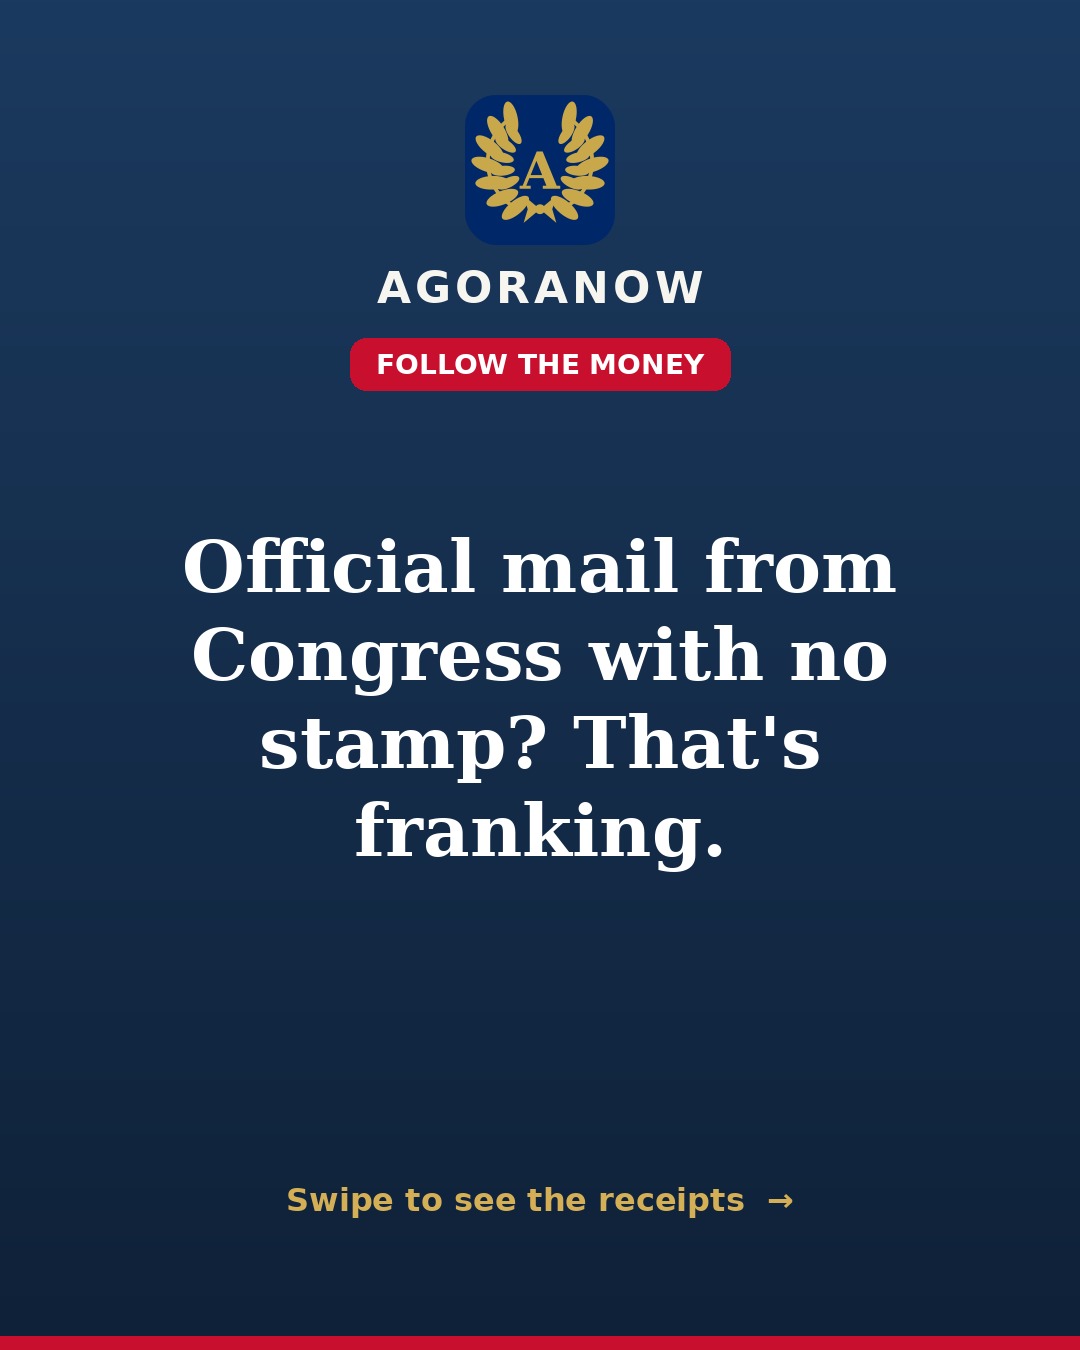 A
AGORANOW
FOLLOW THE MONEY
Official mail from
Congress with no
stamp? That's
franking.
Swipe to see the receipts →